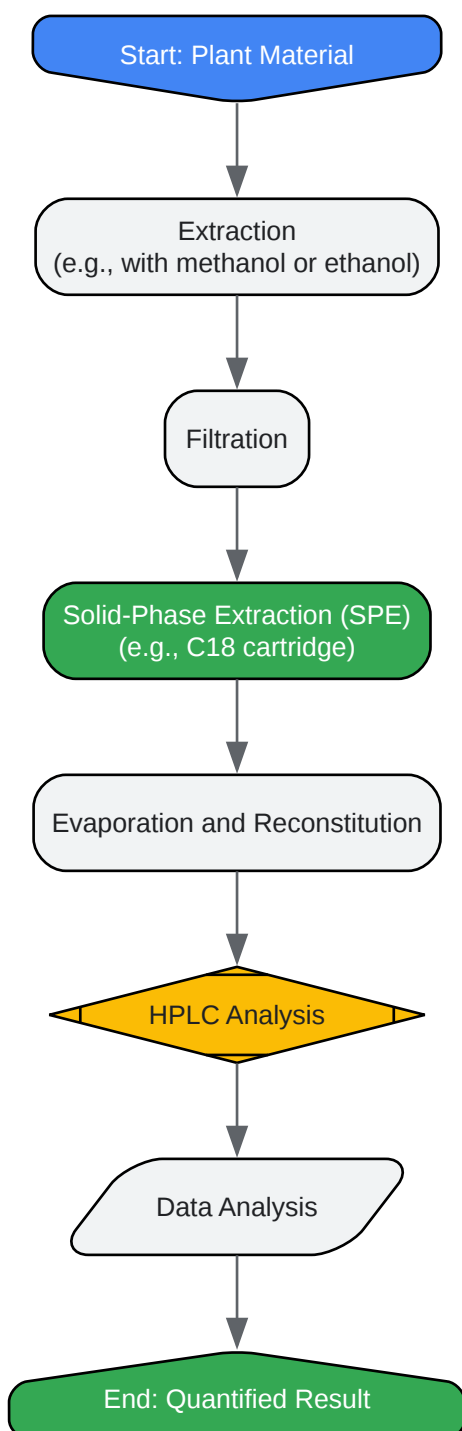 Start: Plant Material
Extraction
(e.g., with methanol or ethanol)
Filtration
Solid-Phase Extraction (SPE)
(e.g., C18 cartridge)
Evaporation and Reconstitution
HPLC Analysis
Data Analysis
End: Quantified Result